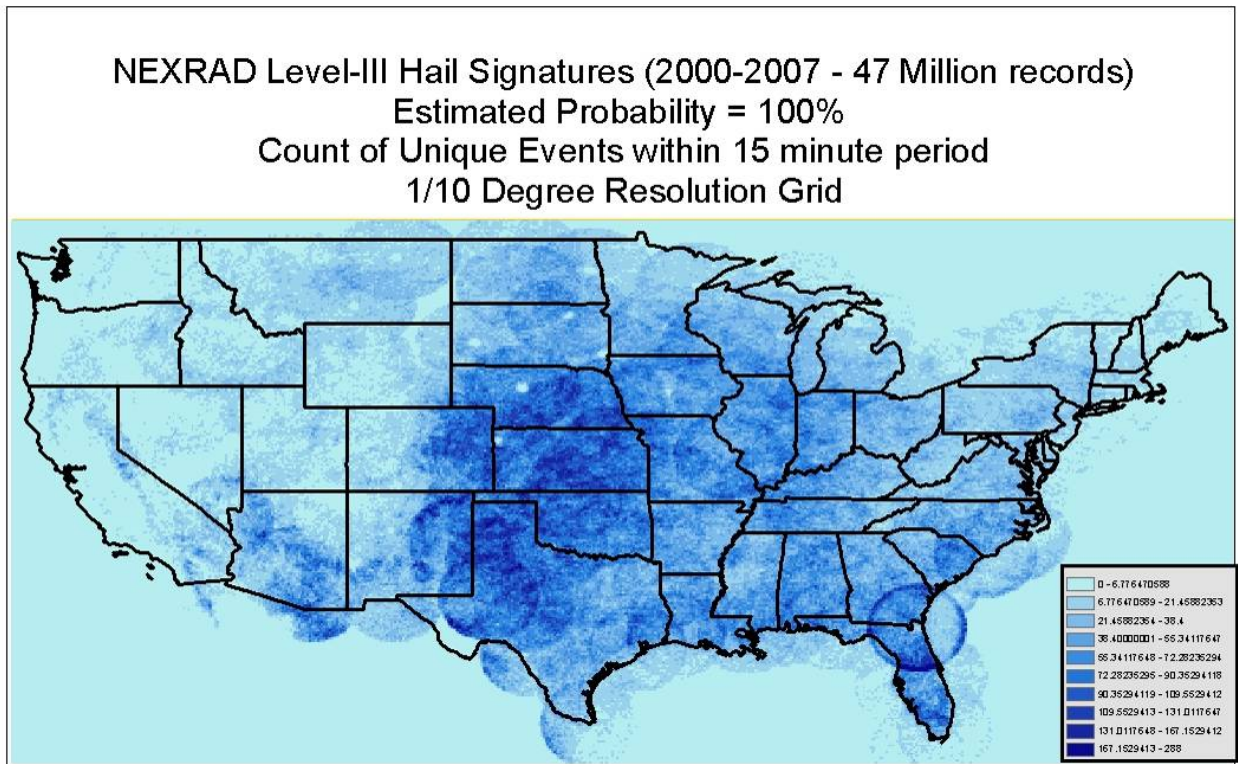 NEXRAD Level-III Hail Signatures (2000-2007 - 47 Million records)
Estimated Probability = 100%
Count of Unique Events within 15 minute period
1/10 Degree Resolution Grid
0 - 6.776470588
6.776470589 - 21.45882353
21.45882354 - 38.4
38.40000001 - 55.34117647
55.34117648 - 72.28235294
72.28235295 - 90.35294118
90.35294119 - 109.5529412
109.5529413 - 131.0117647
131.0117648 - 167.1529412
167.1529413 - 288